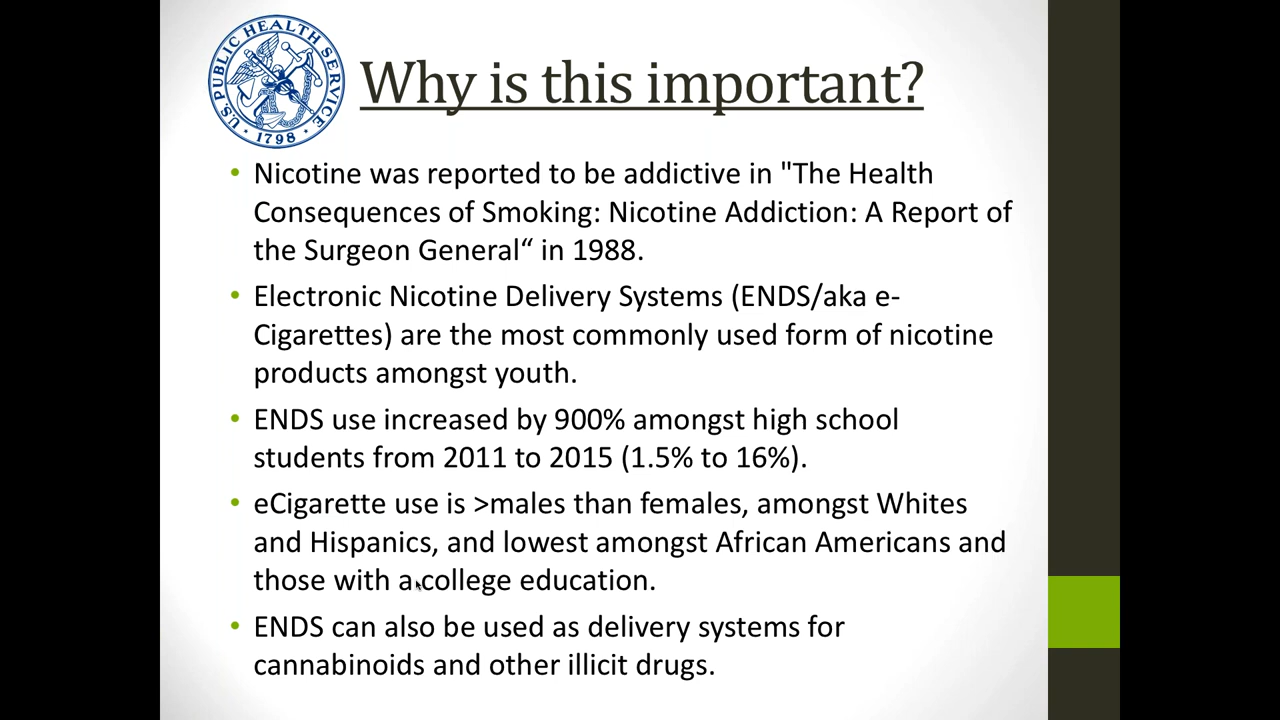 U.S. PUBLIC HEALTH SERVICE
· 1798 ·
Why is this important?
• Nicotine was reported to be addictive in "The Health
Consequences of Smoking: Nicotine Addiction: A Report of
the Surgeon General“ in 1988.
• Electronic Nicotine Delivery Systems (ENDS/aka e-
Cigarettes) are the most commonly used form of nicotine
products amongst youth.
• ENDS use increased by 900% amongst high school
students from 2011 to 2015 (1.5% to 16%).
• eCigarette use is >males than females, amongst Whites
and Hispanics, and lowest amongst African Americans and
those with a college education.
• ENDS can also be used as delivery systems for
cannabinoids and other illicit drugs.